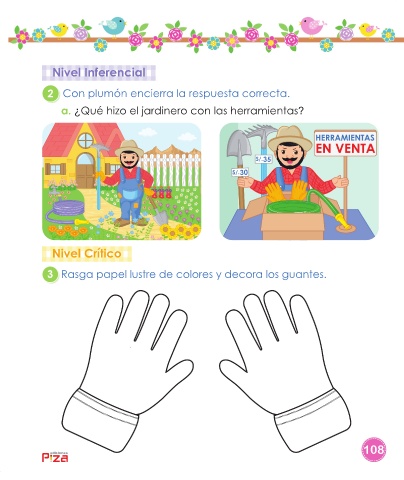 Nivel Inferencial
2 Con plumón encierra la respuesta correcta.
a. ¿Qué hizo el jardinero con las herramientas?
HERRAMIENTAS
EN VENTA
S/ 35
S/ 30
Nivel Crítico
3 Rasga papel lustre de colores y decora los guantes.
PIZA
108